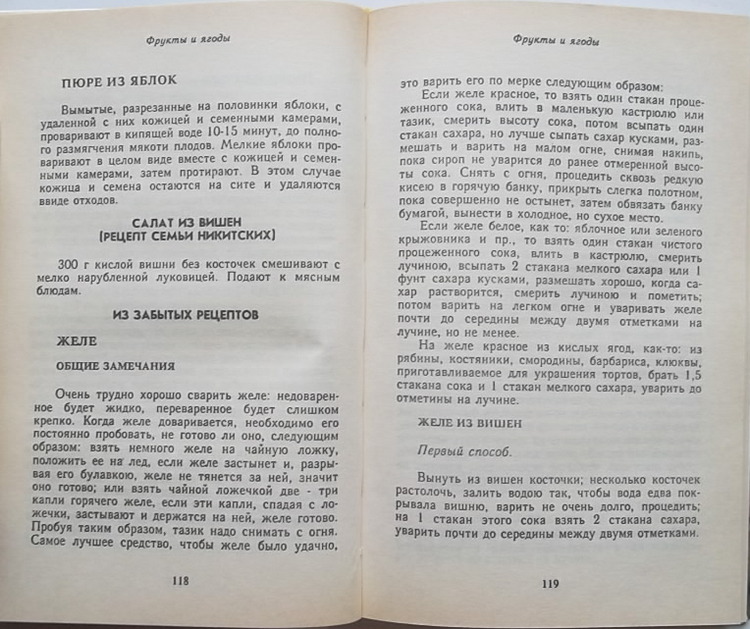 Фрукты и ягоды
ПЮРЕ ИЗ ЯБЛОК
Вымытые, разрезанные на половинки яблоки, с
удаленной с них кожицей и семенными камерами,
проваривают в кипящей воде 10-15 минут, до полно-
го размягчения мякоти плодов. Мелкие яблоки про-
варивают в целом виде вместе с кожицей и семен-
ными камерами, затем протирают. В этом случае
кожица и семена остаются на сите и удаляются
ввиде отходов.
САЛАТ ИЗ ВИШЕН
(РЕЦЕПТ СЕМЬИ НИКИТСКИХ)
300 г кислой вишни без косточек смешивают с
мелко нарубленной луковицей. Подают к мясным
блюдам.
ИЗ ЗАБЫТЫХ РЕЦЕПТОВ
ЖЕЛЕ
ОБЩИЕ ЗАМЕЧАНИЯ
Очень трудно хорошо сварить желе: недоварен-
ное будет жидко, переваренное будет слишком
крепко. Когда желе доваривается, необходимо его
постоянно пробовать, не готово ли оно, следующим
образом: взять немного желе на чайную ложку,
положить ее на лед, если желе застынет и, разры-
вая его булавкою, желе не тянется за ней, значит
оно готово; или взять чайной ложечкой две - три
капли горячего желе, если эти капли, спадая с ло-
жечки, застывают и держатся на ней, желе готово.
Пробуя таким образом, тазик надо снимать с огня.
Самое лучшее средство, чтобы желе было удачно,
118
Фрукты и ягоды
это варить его по мерке следующим образом:
Если желе красное, то взять один стакан проце-
женного сока, влить в маленькую кастрюлю или
тазик, смерить высоту сока, потом всыпать один
стакан сахара, но лучше сыпать сахар кусками, раз-
мешать и варить на малом огне, снимая накипь,
пока сироп не уварится до ранее отмеренной высо-
ты сока. Снять с огня, процедить сквозь редкую
кисею в горячую банку, прикрыть слегка полотном,
пока совершенно не остынет, затем обвязать банку
бумагой, вынести в холодное, но сухое место.
Если желе белое, как то: яблочное или зеленого
крыжовника и пр., то взять один стакан чистого
процеженного сока, влить в кастрюлю, смерить
лучиною, всыпать 2 стакана мелкого сахара или 1
фунт сахара кусками, размешать хорошо, когда са-
хар растворится, смерить лучиною и пометить;
потом варить на легком огне и уваривать желе
почти до середины между двумя отметками на
лучине, но не менее.
На желе красное из кислых ягод, как-то: из
рябины, костяники, смородины, барбариса, клюквы,
приготавливаемое для украшения тортов, брать 1,5
стакана сока и 1 стакан мелкого сахара, уварить до
отметины на лучине.
ЖЕЛЕ ИЗ ВИШЕН
Первый способ.
Вынуть из вишен косточки; несколько косточек
растолочь, залить водою так, чтобы вода едва пок-
рывала вишню, варить не очень долго, процедить;
на 1 стакан этого сока взять 2 стакана сахара,
уварить почти до середины между двумя отметками.
119